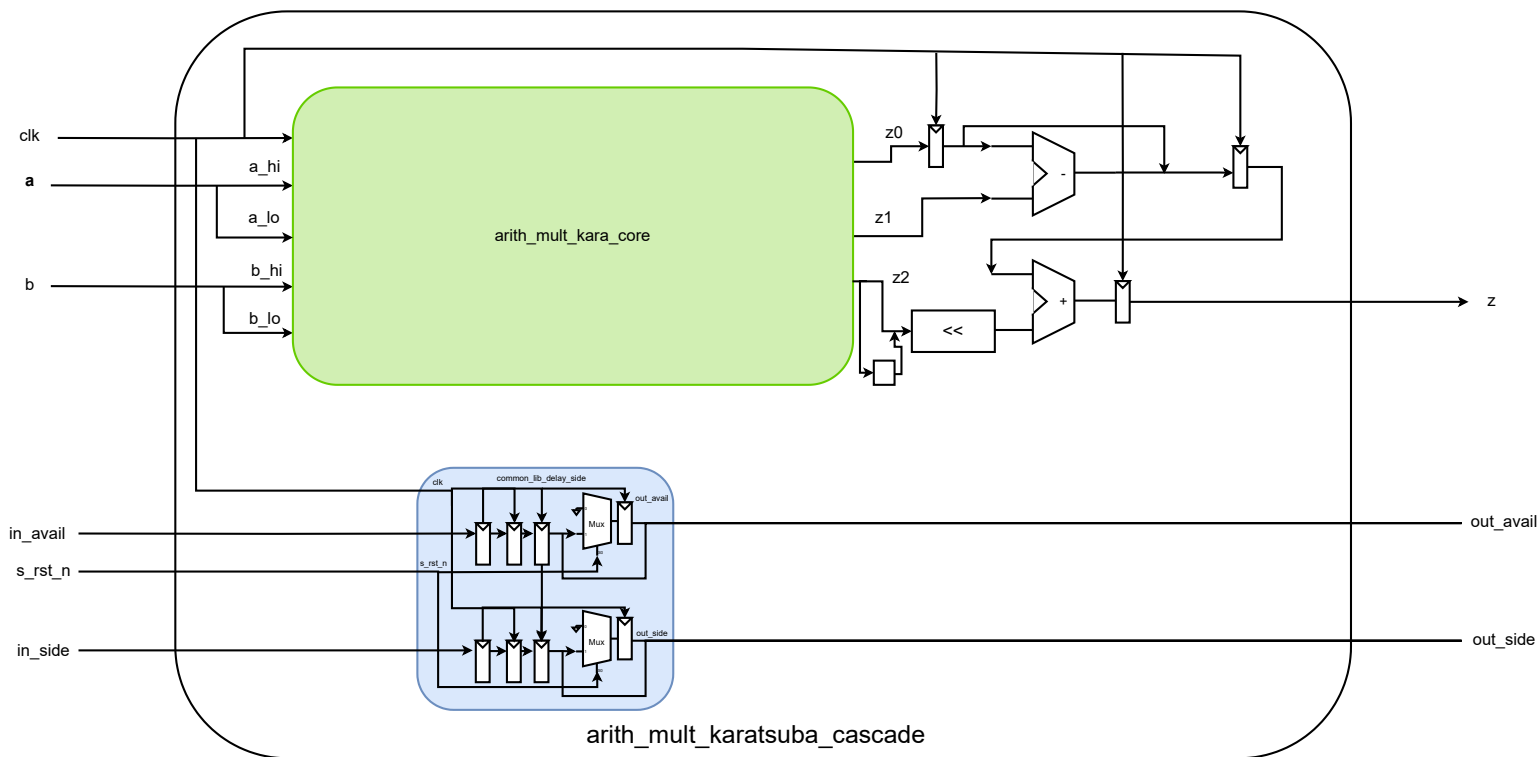 clk
a
b
a_hi
a_lo
b_hi
b_lo
arith_mult_kara_core
z0
z1
z2
-
+
<<
z
clk
common_lib_delay_side
out_avail
Mux
in_avail
out_avail
s_rst_n
s_rst_n
in_side
Mux
out_side
out_side
arith_mult_karatsuba_cascade